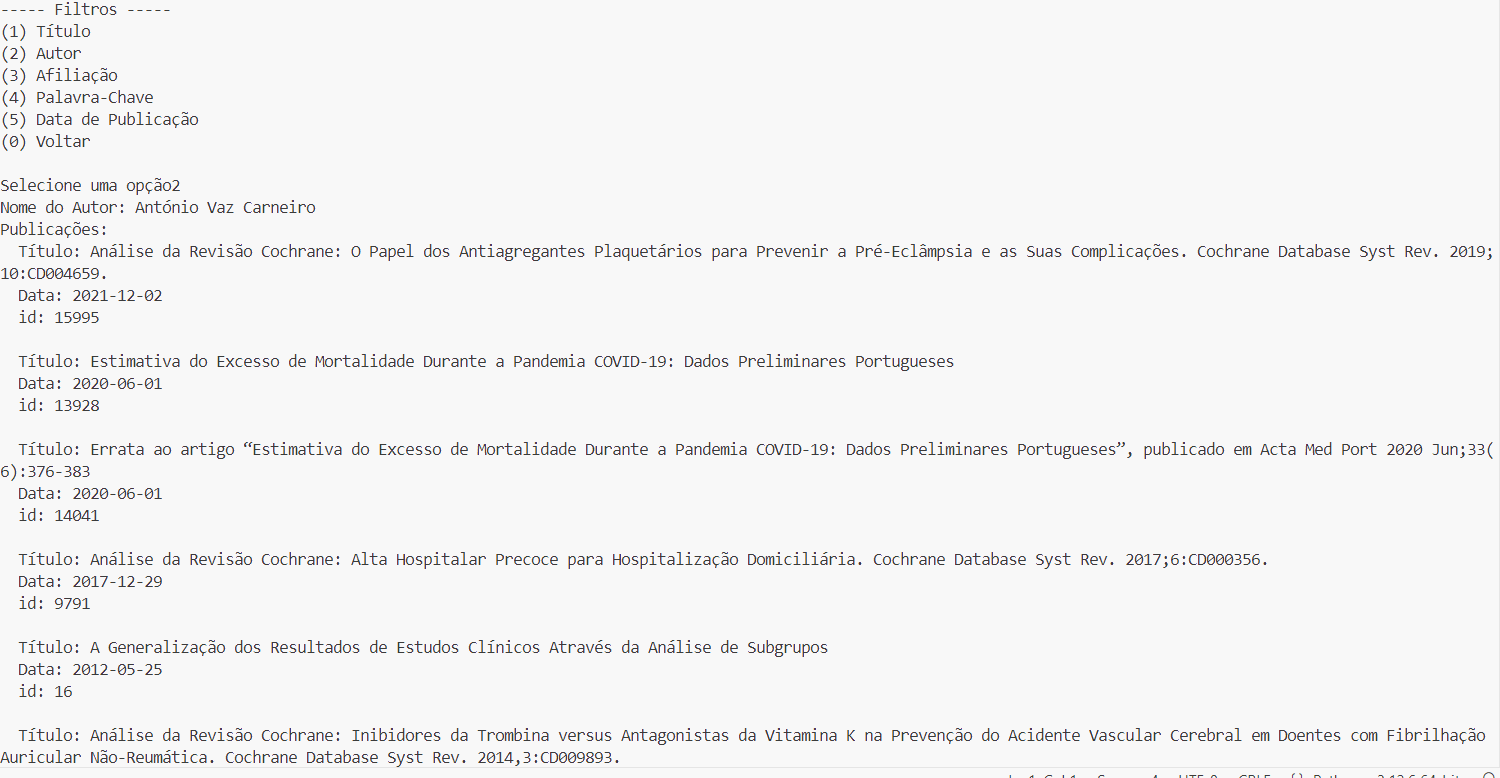 ----- Filtros -----
(1) Título
(2) Autor
(3) Afiliação
(4) Palavra-Chave
(5) Data de Publicação
(0) Voltar
Selecione uma opção2
Nome do Autor: António Vaz Carneiro
Publicações:
Título: Análise da Revisão Cochrane: O Papel dos Antiagregantes Plaquetários para Prevenir a Pré-Eclâmpsia e as Suas Complicações. Cochrane Database Syst Rev. 2019;
10:CD004659.
Data: 2021-12-02
id: 15995
Título: Estimativa do Excesso de Mortalidade Durante a Pandemia COVID-19: Dados Preliminares Portugueses
Data: 2020-06-01
id: 13928
Título: Errata ao artigo “Estimativa do Excesso de Mortalidade Durante a Pandemia COVID-19: Dados Preliminares Portugueses”, publicado em Acta Med Port 2020 Jun;33(
6):376-383
Data: 2020-06-01
id: 14041
Título: Análise da Revisão Cochrane: Alta Hospitalar Precoce para Hospitalização Domiciliária. Cochrane Database Syst Rev. 2017;6:CD000356.
Data: 2017-12-29
id: 9791
Título: A Generalização dos Resultados de Estudos Clínicos Através da Análise de Subgrupos
Data: 2012-05-25
id: 16
Título: Análise da Revisão Cochrane: Inibidores da Trombina versus Antagonistas da Vitamina K na Prevenção do Acidente Vascular Cerebral em Doentes com Fibrilhação
Auricular Não-Reumática. Cochrane Database Syst Rev. 2014,3:CD009893.